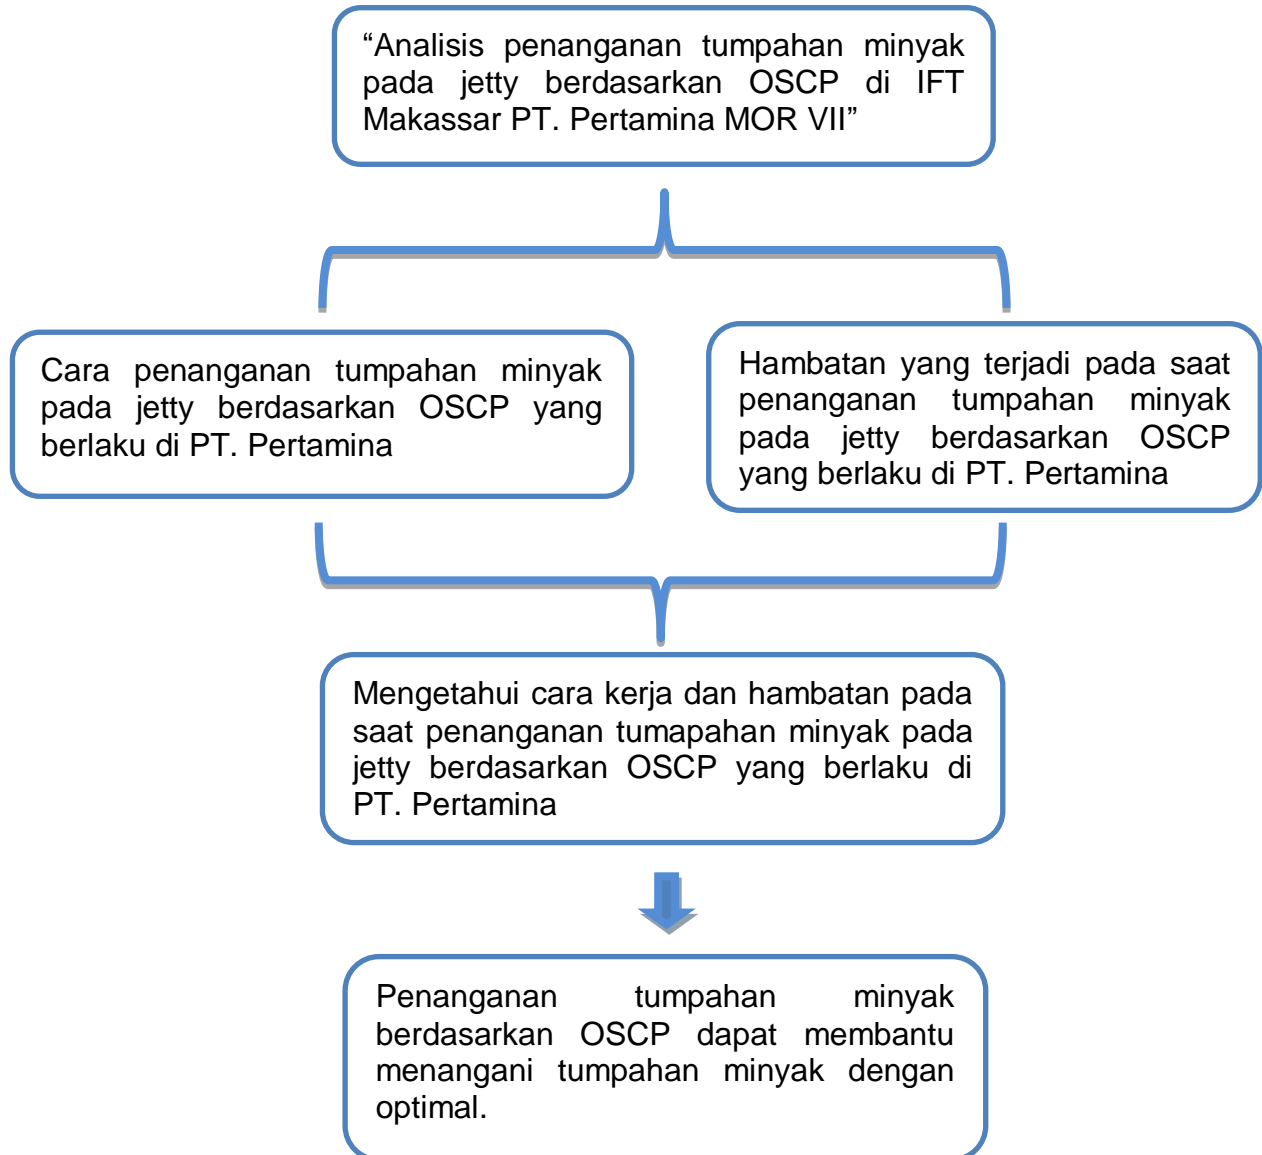 “Analisis penanganan tumpahan minyak
pada jetty berdasarkan OSCP di IFT
Makassar PT. Pertamina MOR VII”
Cara penanganan tumpahan minyak
pada jetty berdasarkan OSCP yang
berlaku di PT. Pertamina
Hambatan yang terjadi pada saat
penanganan tumpahan minyak
pada jetty berdasarkan OSCP
yang berlaku di PT. Pertamina
Mengetahui cara kerja dan hambatan pada
saat penanganan tumapahan minyak pada
jetty berdasarkan OSCP yang berlaku di
PT. Pertamina
Penanganan tumpahan minyak
berdasarkan OSCP dapat membantu
menangani tumpahan minyak dengan
optimal.